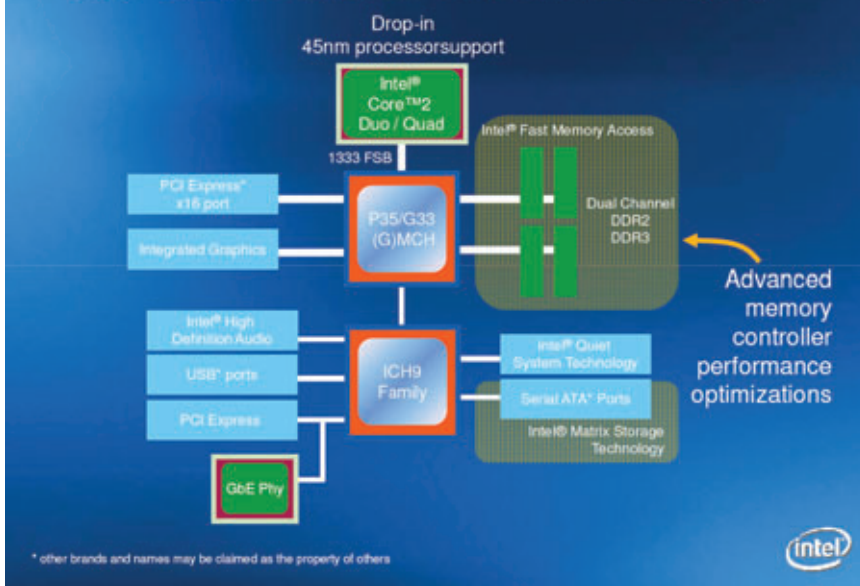 Drop-in
45nm processorsupport
Intel®
Core™2
Duo / Quad
1333 FSB
Intel® Fast Memory Access
PCI Express*
x16 port
P35/G33
(G)MCH
Integrated Graphics
Dual Channel
DDR2
DDR3
Advanced
memory
controller
performance
optimizations
Intel® High
Definition Audio
USB* ports
PCI Express
ICH9
Family
Intel® Quiet
System Technology
Serial ATA* Ports
Intel® Matrix Storage
Technology
GbE Phy
* other brands and names may be claimed as the property of others
intel